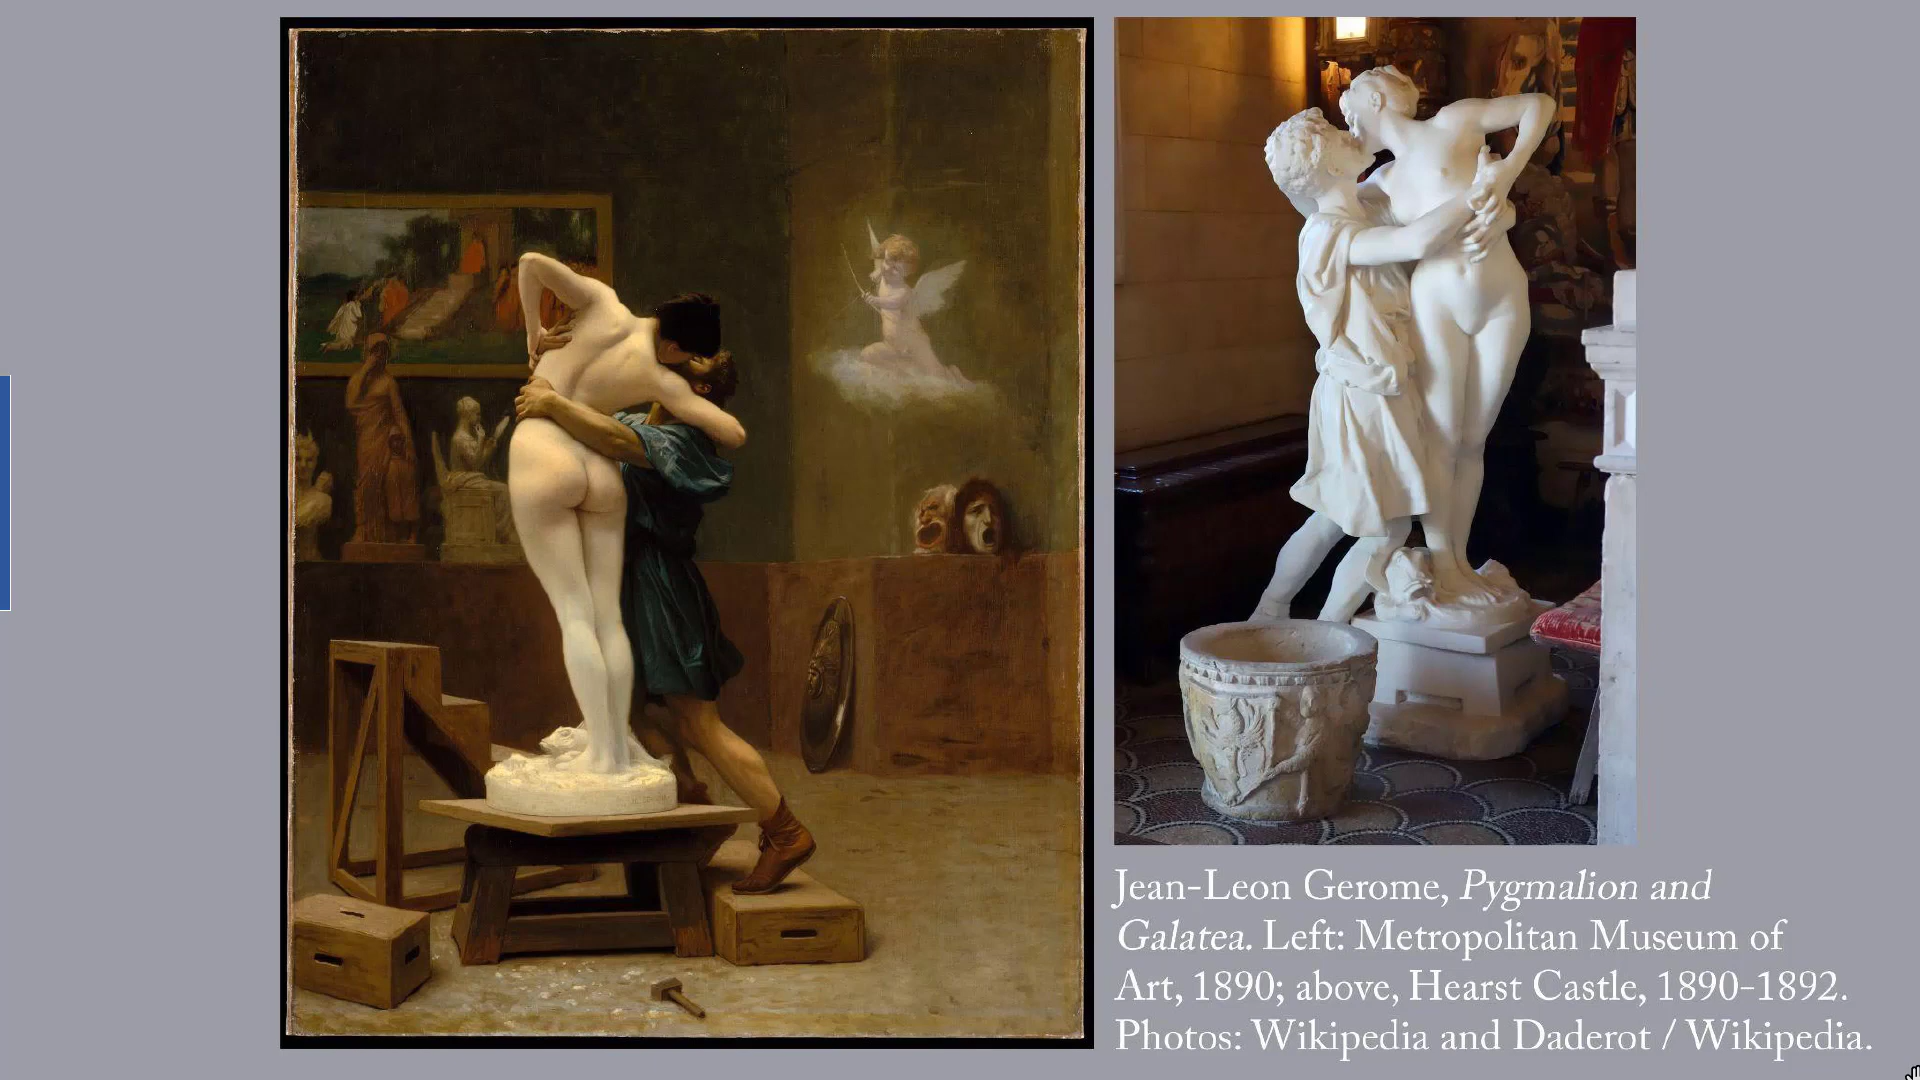 Jean-Leon Gerome, Pygmalion and
Galatea. Left: Metropolitan Museum of
Art, 1890; above, Hearst Castle, 1890-1892.
Photos: Wikipedia and Daderot / Wikipedia.